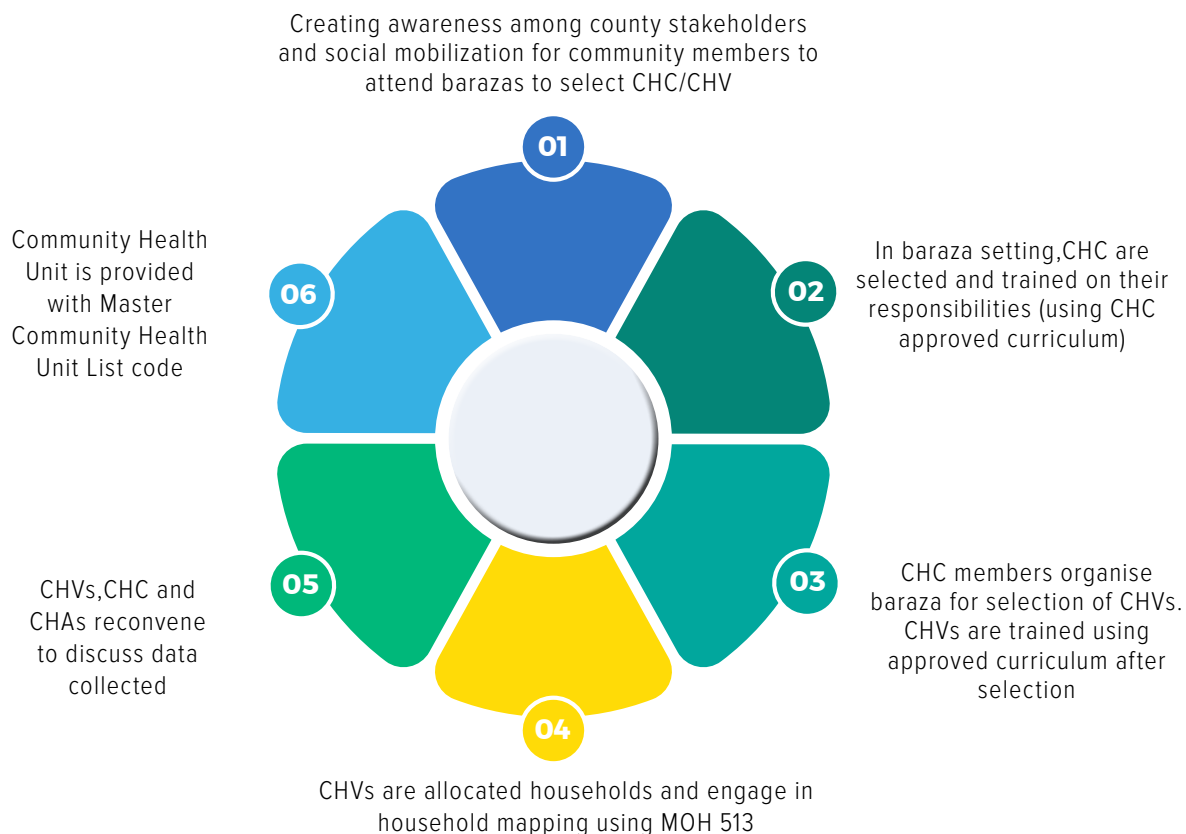 Creating awareness among county stakeholders
and social mobilization for community members to
attend barazas to select CHC/CHV
01
02
In baraza setting,CHC are
selected and trained on their
responsibilities (using CHC
approved curriculum)
03
CHC members organise
baraza for selection of CHVs.
CHVs are trained using
approved curriculum after
selection
04
CHVs are allocated households and engage in
household mapping using MOH 513
05
CHVs,CHC and
CHAs reconvene
to discuss data
collected
06
Community Health
Unit is provided
with Master
Community Health
Unit List code